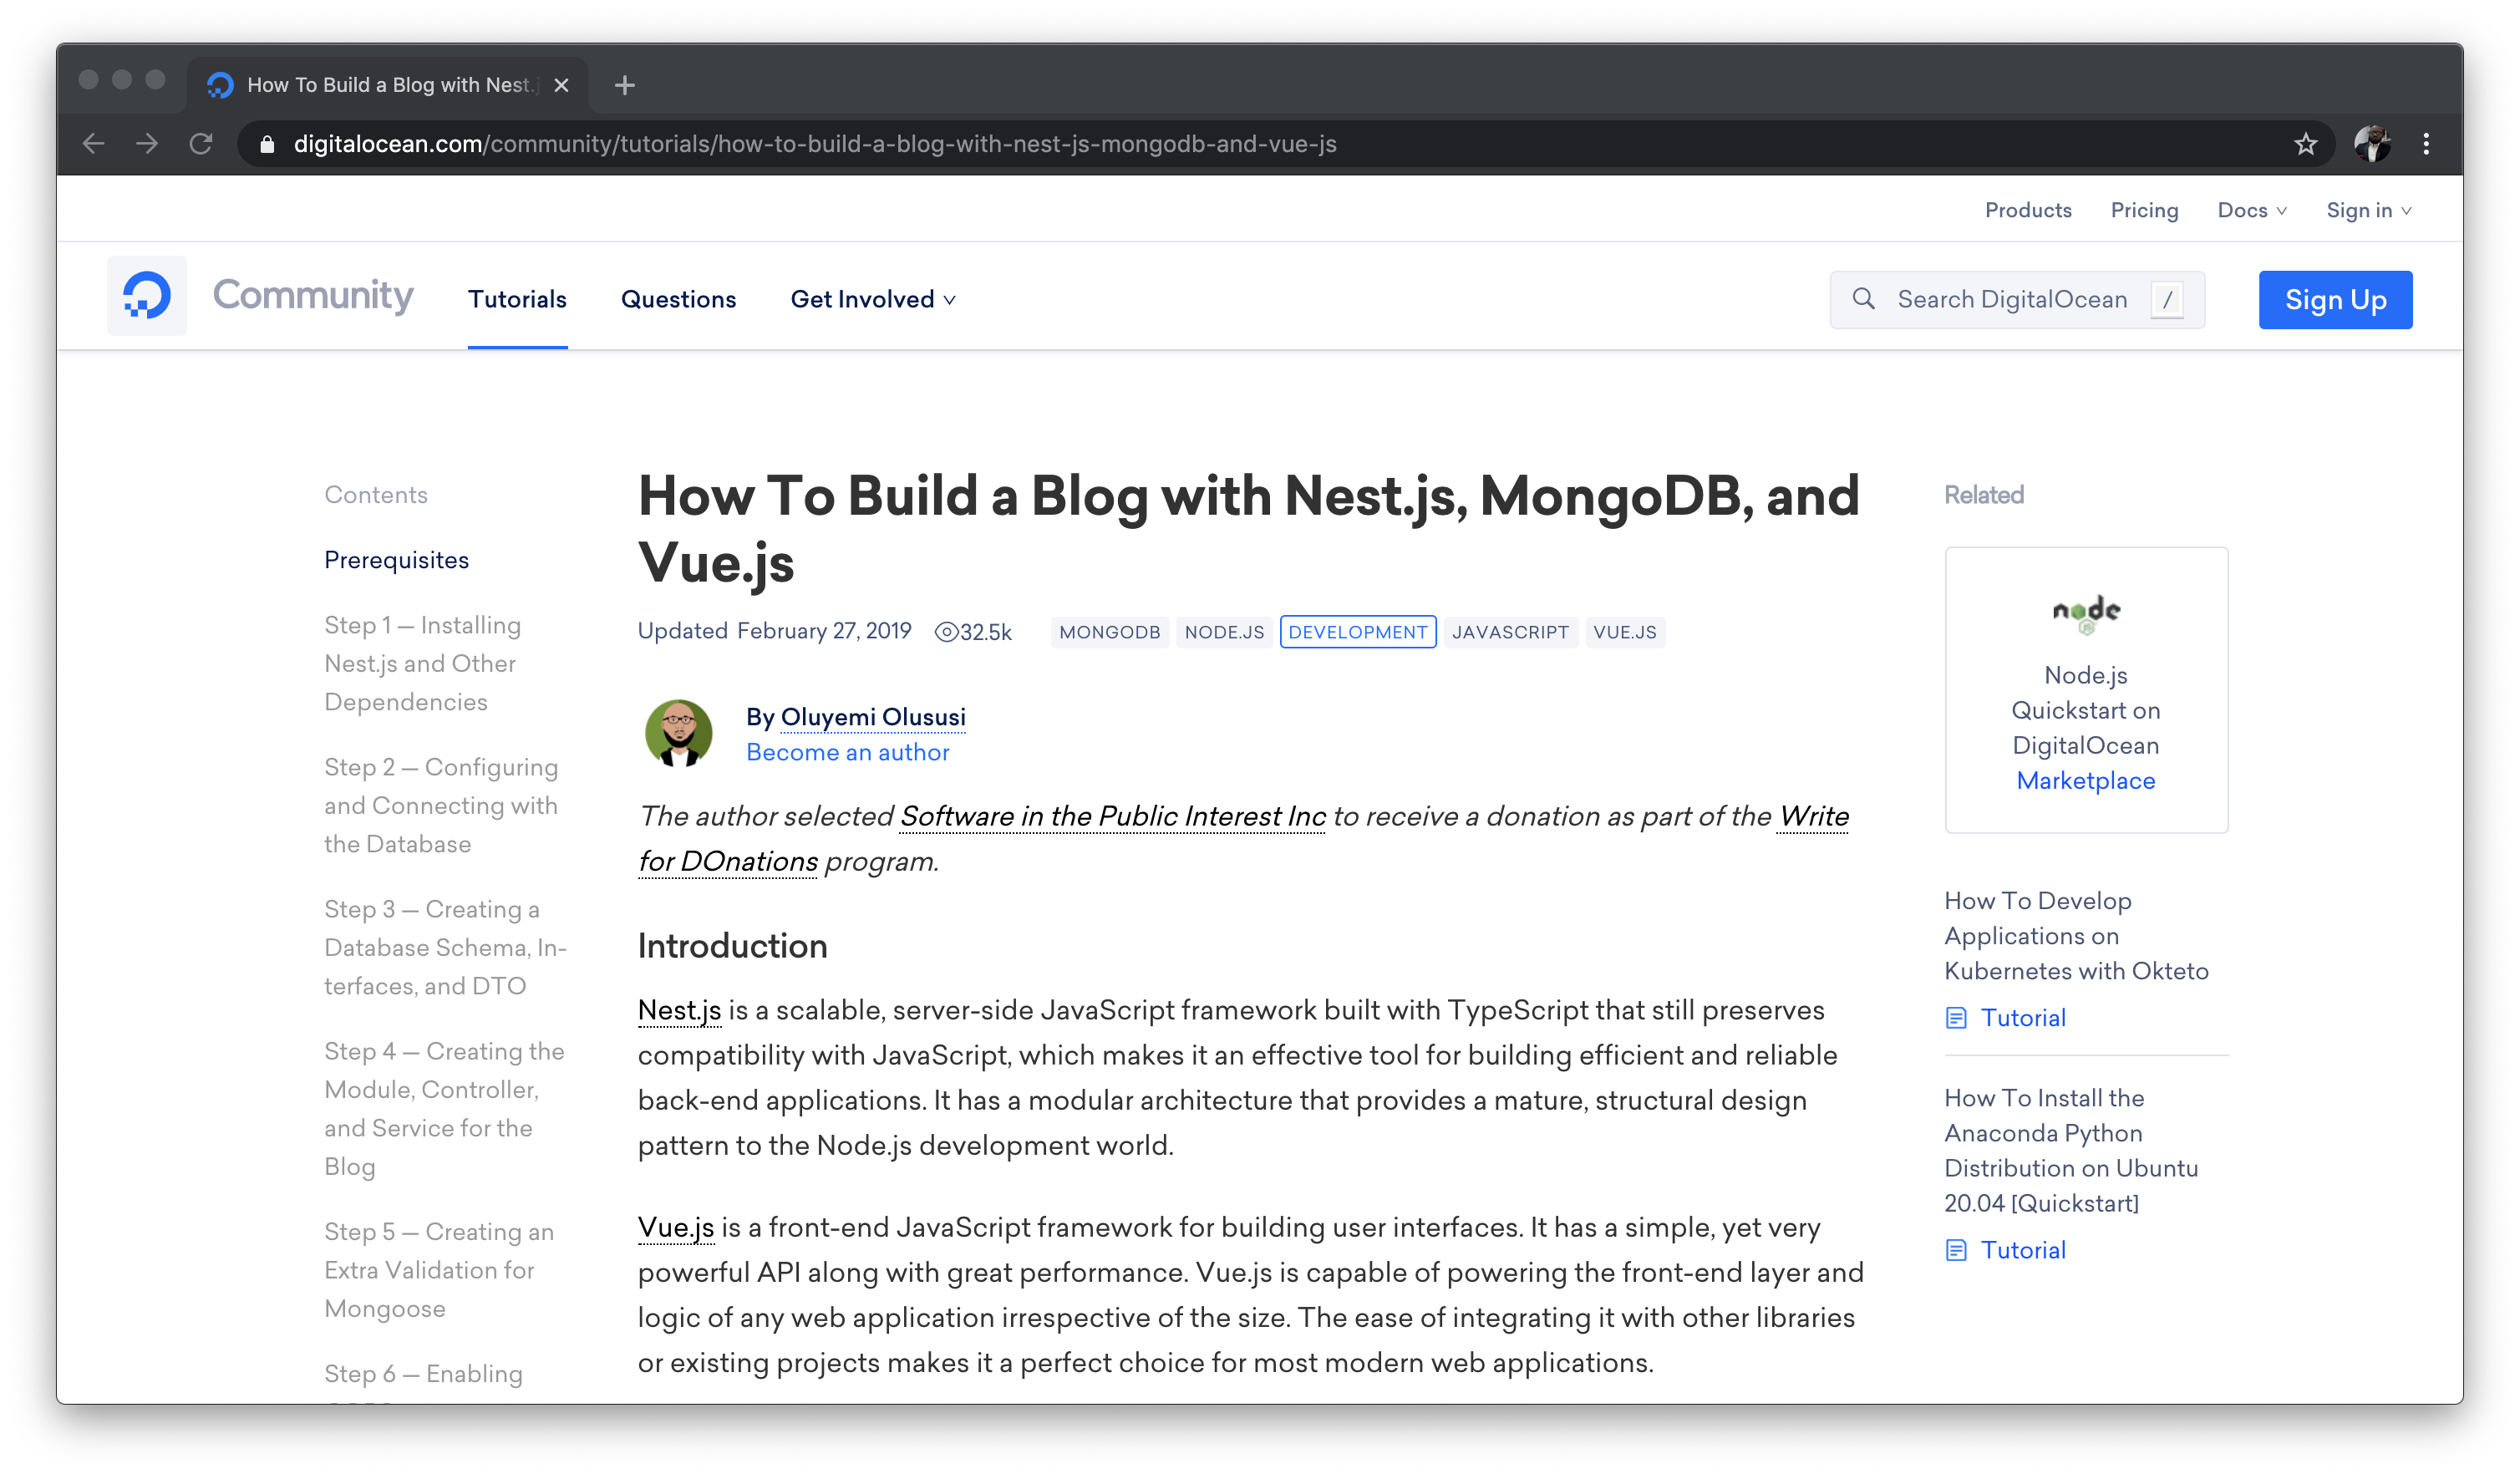 How To Build a Blog with Nest.j
digitalocean.com/community/tutorials/how-to-build-a-blog-with-nest-js-mongodb-and-vue-js
Products Pricing Docs Sign in
Community Tutorials Questions Get Involved Search DigitalOcean / Sign Up
Contents
Prerequisites
Step 1 — Installing
Nest.js and Other
Dependencies
Step 2 — Configuring
and Connecting with
the Database
Step 3 — Creating a
Database Schema, In-
terfaces, and DTO
Step 4 — Creating the
Module, Controller,
and Service for the
Blog
Step 5 — Creating an
Extra Validation for
Mongoose
Step 6 — Enabling
How To Build a Blog with Nest.js, MongoDB, and
Vue.js
Updated February 27, 2019 32.5k MONGODB NODE.JS DEVELOPMENT JAVASCRIPT VUE.JS
By Oluyemi Olususi
Become an author
The author selected Software in the Public Interest Inc to receive a donation as part of the Write
for DOnations program.
Introduction
Nest.js is a scalable, server-side JavaScript framework built with TypeScript that still preserves
compatibility with JavaScript, which makes it an effective tool for building efficient and reliable
back-end applications. It has a modular architecture that provides a mature, structural design
pattern to the Node.js development world.
Vue.js is a front-end JavaScript framework for building user interfaces. It has a simple, yet very
powerful API along with great performance. Vue.js is capable of powering the front-end layer and
logic of any web application irrespective of the size. The ease of integrating it with other libraries
or existing projects makes it a perfect choice for most modern web applications.
Related
node
JS
Node.js
Quickstart on
DigitalOcean
Marketplace
How To Develop
Applications on
Kubernetes with Okteto
Tutorial
How To Install the
Anaconda Python
Distribution on Ubuntu
20.04 [Quickstart]
Tutorial